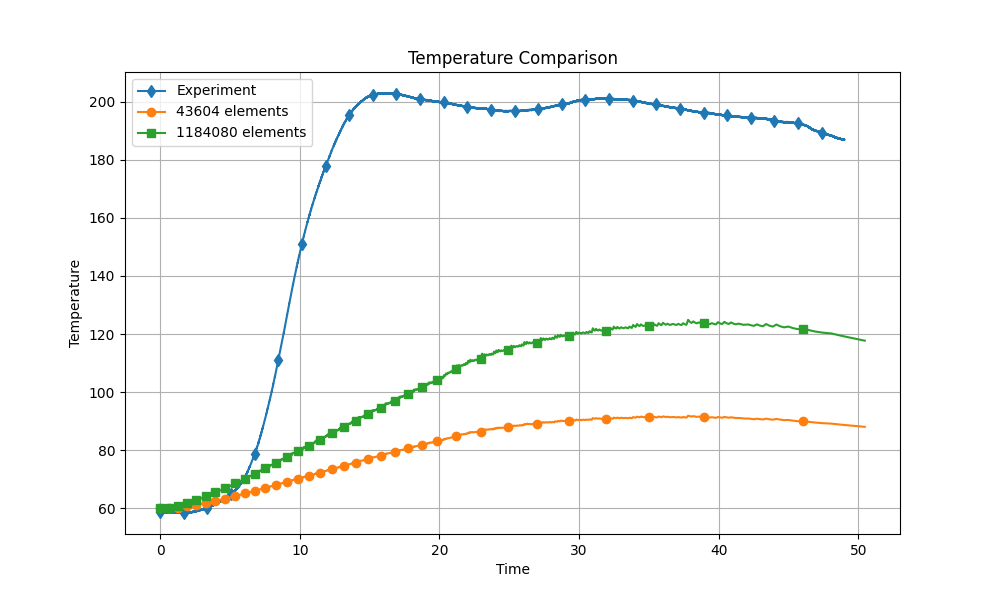 Temperature Comparison
Experiment
43604 elements
1184080 elements
Temperature
200
180
160
140
120
100
80
60
0 10 20 30 40 50
Time